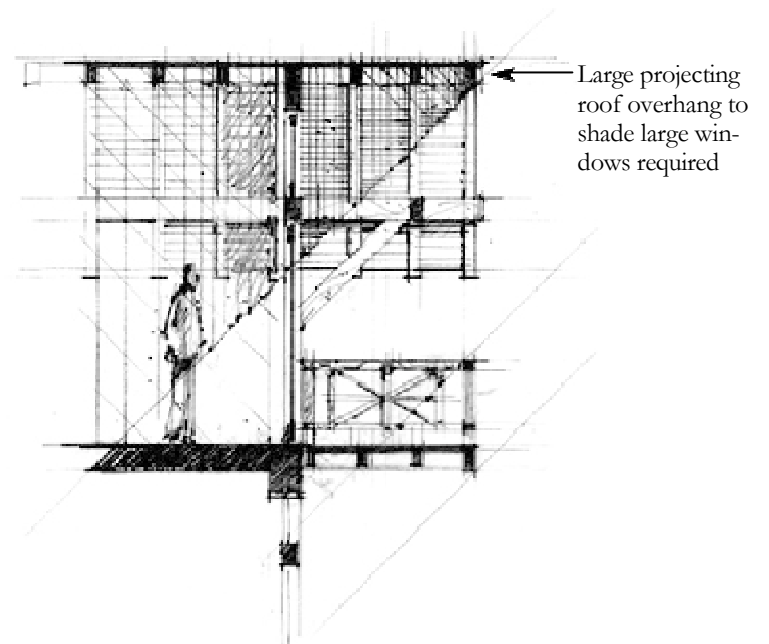 Large projecting
roof overhang to
shade large win-
dows required